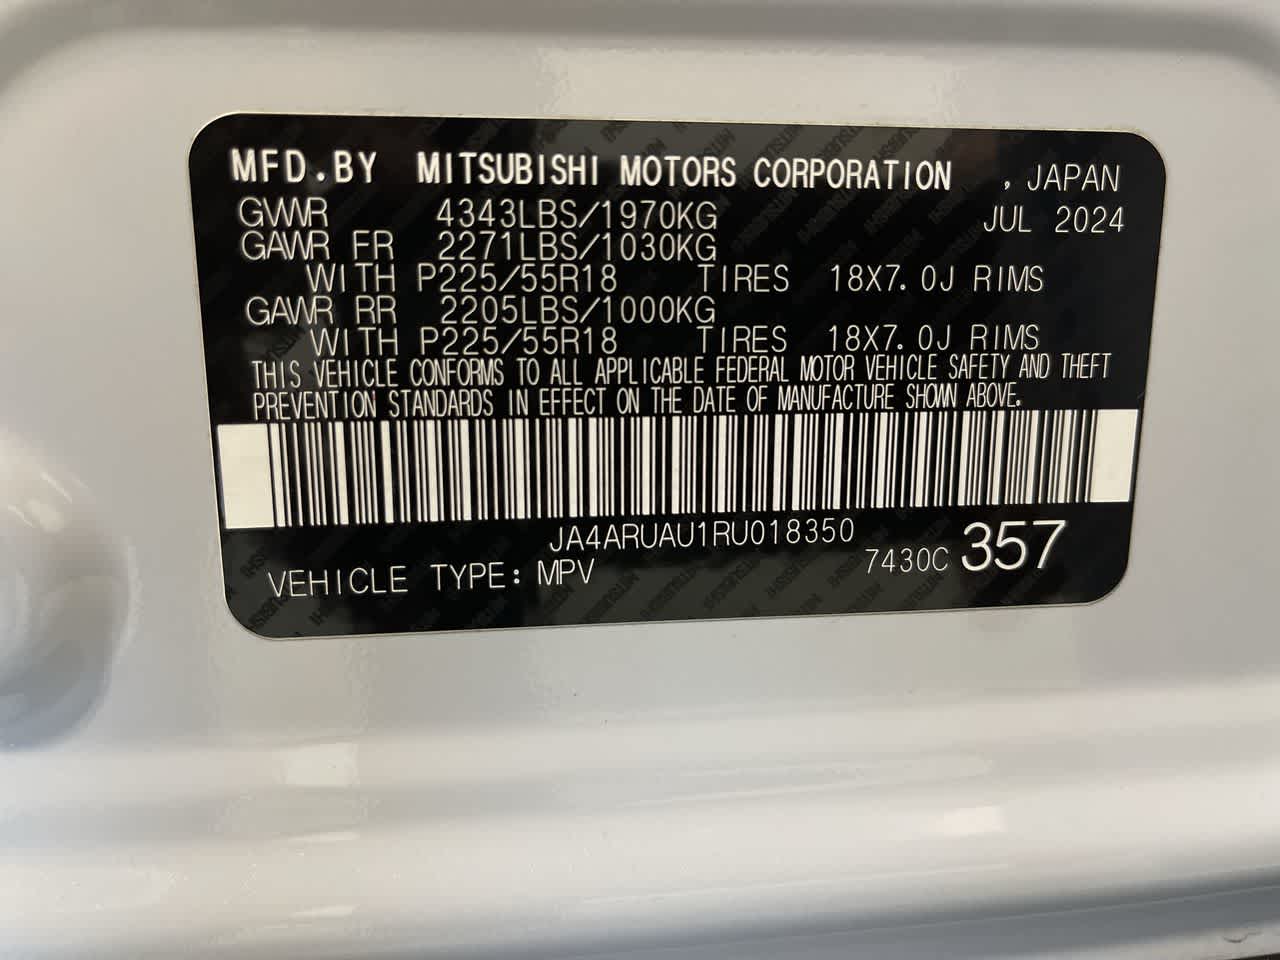 MFD.BY MITSUBISHI MOTORS CORPORATION , JAPAN
GVWR 4343LBS/1970KG JUL 2024
GAWR FR 2271LBS/1030KG
WITH P225/55R18 TIRES 18X7.0J RIMS
GAWR RR 2205LBS/1000KG
WITH P225/55R18 TIRES 18X7.0J RIMS
THIS VEHICLE CONFORMS TO ALL APPLICABLE FEDERAL MOTOR VEHICLE SAFETY AND THEFT
PREVENTION STANDARDS IN EFFECT ON THE DATE OF MANUFACTURE SHOWN ABOVE.
JA4ARUAU1RU018350
VEHICLE TYPE: MPV 7430C 357